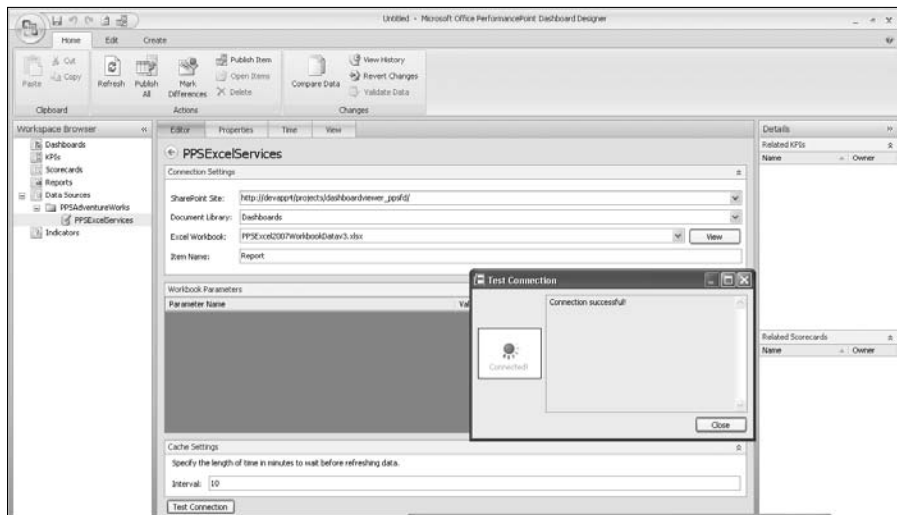 Untitled - Microsoft Office PerformancePoint Dashboard Designer
Home Edit Create
Paste
Cut
Copy
Clipboard
Refresh
Publish All
Mark Differences
Publish Item
Open Items
Delete
Actions
Compare Data
View History
Revert Changes
Validate Data
Changes
Workspace Browser
Dashboards
KPIs
Scorecards
Reports
Data Sources
PPSAdventureWorks
PPSExcelServices
Indicators
Editor Properties Time View
PPSExcelServices
Connection Settings
SharePoint Site: http://devapp4/projects/dashboardviewer_ppsfd/
Document Library: Dashboards
Excel Workbook: PPSExcel2007WorkbookDatav3.xlsx View
Item Name: Report
Workbook Parameters
Parameter Name Val
Test Connection
Connection successful!
Connected!
Close
Cache Settings
Specify the length of time in minutes to wait before refreshing data.
Interval: 10
Test Connection
Details
Related KPIs
Name Owner
Related Scorecards
Name Owner